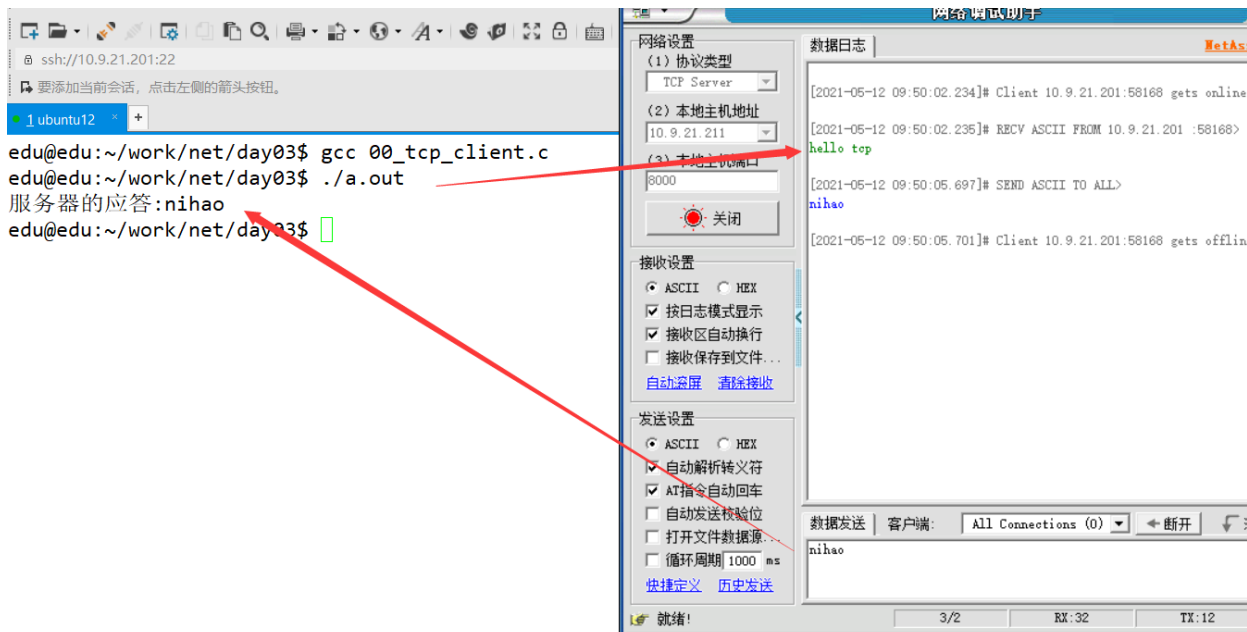 ssh://10.9.21.201:22
要添加当前会话，点击左侧的箭头按钮。
1 ubuntu12 × +
edu@edu:~/work/net/day03$ gcc 00_tcp_client.c
edu@edu:~/work/net/day03$ ./a.out
服务器的应答:nihao
edu@edu:~/work/net/day03$
网络调试助手
网络设置
(1) 协议类型
TCP Server
(2) 本地主机地址
10.9.21.211
(3) 本地主机端口
8000
关闭
接收设置
ASCII HEX
按日志模式显示
接收区自动换行
接收保存到文件...
自动滚屏 清除接收
发送设置
ASCII HEX
自动解析转义符
AT指令自动回车
自动发送校验位
打开文件数据源...
循环周期 1000 ms
快捷定义 历史发送
数据日志 NetAs
[2021-05-12 09:50:02.234]# Client 10.9.21.201:58168 gets online
[2021-05-12 09:50:02.235]# RECV ASCII FROM 10.9.21.201 :58168>
hello tcp
[2021-05-12 09:50:05.697]# SEND ASCII TO ALL>
nihao
[2021-05-12 09:50:05.701]# Client 10.9.21.201:58168 gets offlin
数据发送 客户端: All Connections (0) 断开
nihao
就绪! 3/2 RX:32 TX:12